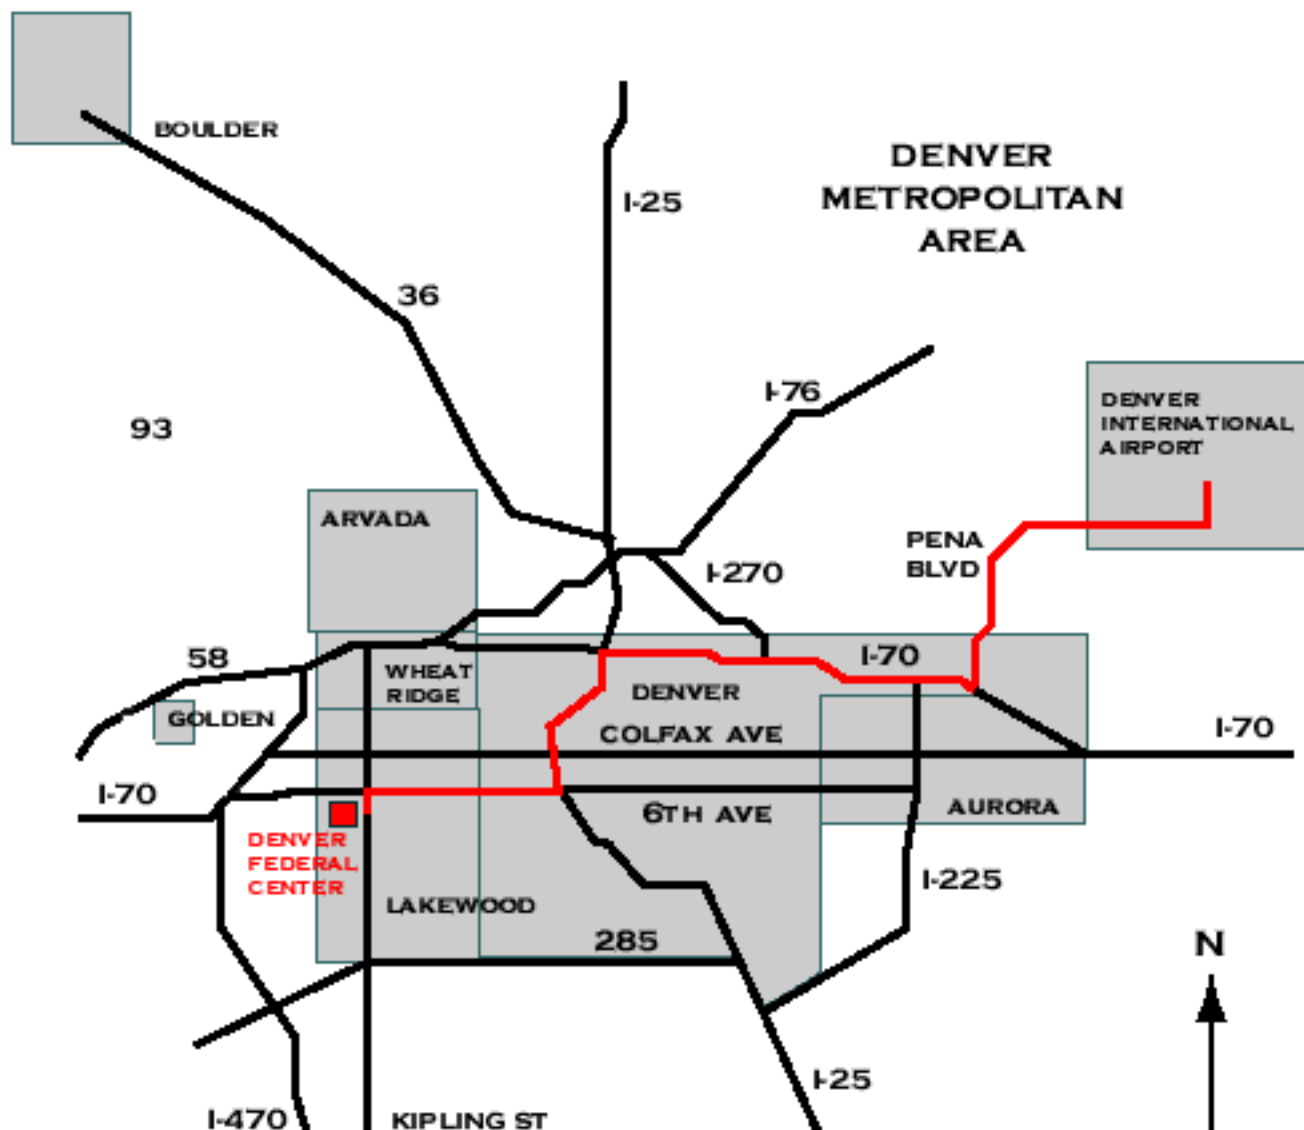 BOULDER
DENVER
METROPOLITAN
AREA
I-25
36
I-76
93
DENVER
INTERNATIONAL
AIRPORT
ARVADA
PENA
BLVD
I-270
58
I-70
WHEAT
RIDGE
DENVER
GOLDEN
COLFAX AVE
I-70
I-70
6TH AVE
AURORA
DENVER
FEDERAL
CENTER
I-225
LAKEWOOD
285
N
I-25
I-470
KIPLING ST